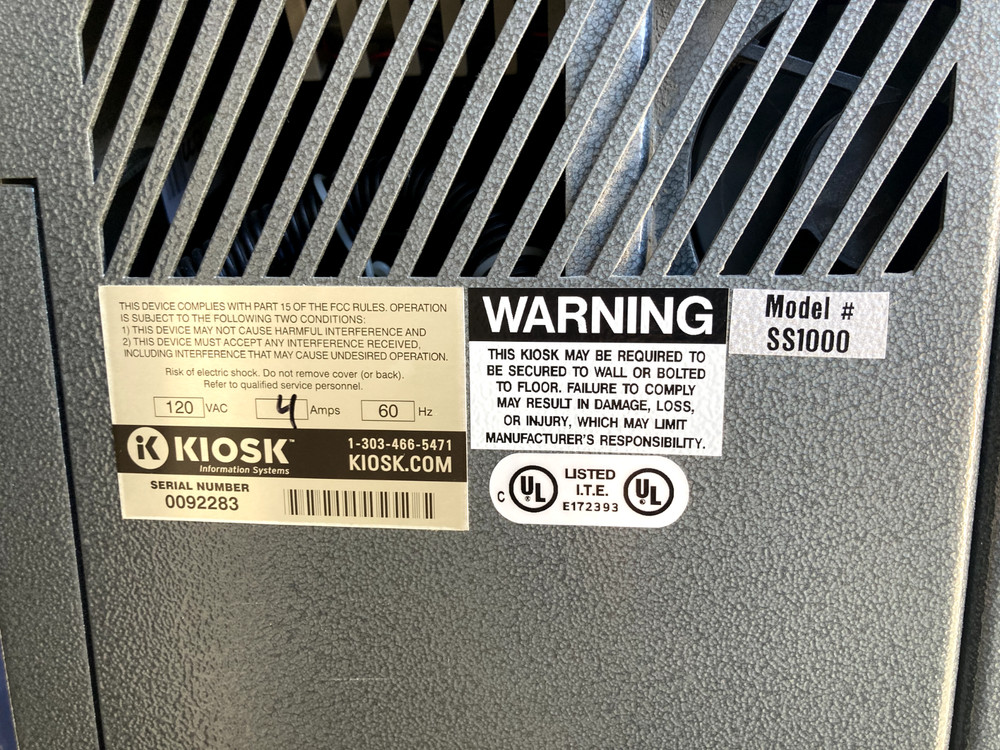 THIS DEVICE COMPLIES WITH PART 15 OF THE FCC RULES. OPERATION
IS SUBJECT TO THE FOLLOWING TWO CONDITIONS:
1) THIS DEVICE MAY NOT CAUSE HARMFUL INTERFERENCE AND
2) THIS DEVICE MUST ACCEPT ANY INTERFERENCE RECEIVED,
INCLUDING INTERFERENCE THAT MAY CAUSE UNDESIRED OPERATION.
Risk of electric shock. Do not remove cover (or back).
Refer to qualified service personnel.
120 VAC 4 Amps 60 Hz
iK KIOSK™
Information Systems
1-303-466-5471
KIOSK.COM
SERIAL NUMBER
0092283
WARNING
THIS KIOSK MAY BE REQUIRED TO
BE SECURED TO WALL OR BOLTED
TO FLOOR. FAILURE TO COMPLY
MAY RESULT IN DAMAGE, LOSS,
OR INJURY, WHICH MAY LIMIT
MANUFACTURER'S RESPONSIBILITY.
Model #
SS1000
C UL ® LISTED UL ®
I.T.E.
E172393